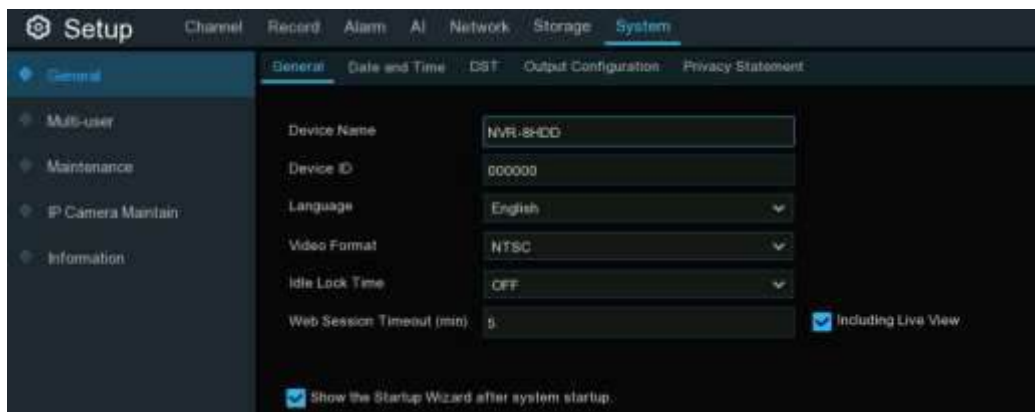 Setup Channel Record Alarm AI Network Storage System
General General Date and Time DST Output Configuration Privacy Statement
Multi-user
Maintenance
IP Camera Maintain
Information
Device Name NVR-8HDD
Device ID 000000
Language English
Video Format NTSC
Idle Lock Time OFF
Web Session Timeout (min) 5 Including Live View
Show the Startup Wizard after system startup.